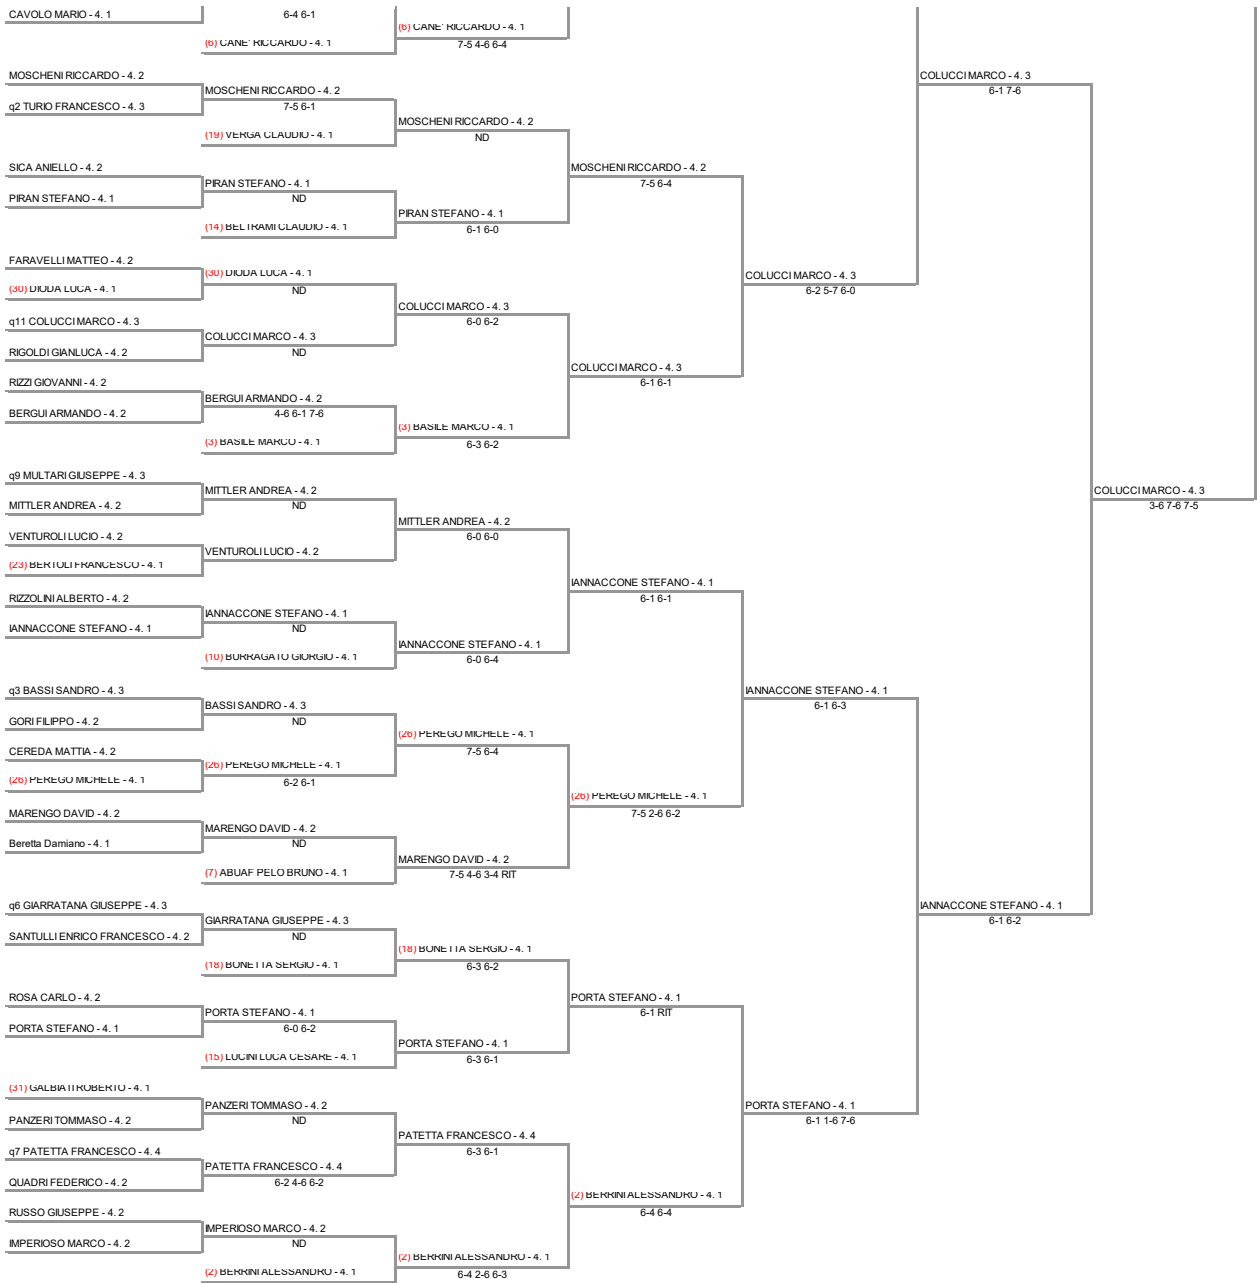 CAVOLO MARIO - 4. 1
6-4 6-1
(6) CANE' RICCARDO - 4. 1
(6) CANE' RICCARDO - 4. 1
7-5 4-6 6-4
MOSCHENI RICCARDO - 4. 2
q2 TURIO FRANCESCO - 4. 3
MOSCHENI RICCARDO - 4. 2
7-5 6-1
(19) VERGA CLAUDIO - 4. 1
MOSCHENI RICCARDO - 4. 2
ND
SICA ANIELLO - 4. 2
PIRAN STEFANO - 4. 1
PIRAN STEFANO - 4. 1
ND
(14) BELTRAMI CLAUDIO - 4. 1
PIRAN STEFANO - 4. 1
6-1 6-0
MOSCHENI RICCARDO - 4. 2
7-5 6-4
FARAVELLI MATTEO - 4. 2
(30) DIODA LUCA - 4. 1
(30) DIODA LUCA - 4. 1
ND
q11 COLUCCI MARCO - 4. 3
RIGOLDI GIANLUCA - 4. 2
COLUCCI MARCO - 4. 3
ND
COLUCCI MARCO - 4. 3
6-0 6-2
RIZZI GIOVANNI - 4. 2
BERGUI ARMANDO - 4. 2
BERGUI ARMANDO - 4. 2
4-6 6-1 7-6
(3) BASILE MARCO - 4. 1
(3) BASILE MARCO - 4. 1
6-3 6-2
COLUCCI MARCO - 4. 3
6-1 6-1
COLUCCI MARCO - 4. 3
6-2 5-7 6-0
COLUCCI MARCO - 4. 3
6-1 7-6
q9 MULTARI GIUSEPPE - 4. 3
MITTLER ANDREA - 4. 2
MITTLER ANDREA - 4. 2
ND
VENTUROLI LUCIO - 4. 2
(23) BERTOLI FRANCESCO - 4. 1
VENTUROLI LUCIO - 4. 2
MITTLER ANDREA - 4. 2
6-0 6-0
RIZZOLINI ALBERTO - 4. 2
IANNACCONE STEFANO - 4. 1
IANNACCONE STEFANO - 4. 1
ND
(10) BURRAGATO GIORGIO - 4. 1
IANNACCONE STEFANO - 4. 1
6-0 6-4
IANNACCONE STEFANO - 4. 1
6-1 6-1
q3 BASSI SANDRO - 4. 3
GORI FILIPPO - 4. 2
BASSI SANDRO - 4. 3
ND
CEREDA MATTIA - 4. 2
(26) PEREGO MICHELE - 4. 1
(26) PEREGO MICHELE - 4. 1
6-2 6-1
(26) PEREGO MICHELE - 4. 1
7-5 6-4
MARENGO DAVID - 4. 2
Beretta Damiano - 4. 1
MARENGO DAVID - 4. 2
ND
(7) ABUAF PELO BRUNO - 4. 1
MARENGO DAVID - 4. 2
7-5 4-6 3-4 RIT
(26) PEREGO MICHELE - 4. 1
7-5 2-6 6-2
IANNACCONE STEFANO - 4. 1
6-1 6-3
COLUCCI MARCO - 4. 3
3-6 7-6 7-5
q6 GIARRATANA GIUSEPPE - 4. 3
SANTULLI ENRICO FRANCESCO - 4. 2
GIARRATANA GIUSEPPE - 4. 3
ND
(18) BONETTA SERGIO - 4. 1
(18) BONETTA SERGIO - 4. 1
6-3 6-2
ROSA CARLO - 4. 2
PORTA STEFANO - 4. 1
PORTA STEFANO - 4. 1
6-0 6-2
(15) LUCINI LUCA CESARE - 4. 1
PORTA STEFANO - 4. 1
6-3 6-1
PORTA STEFANO - 4. 1
6-1 RIT
(31) GALBIATI ROBERTO - 4. 1
PANZERI TOMMASO - 4. 2
PANZERI TOMMASO - 4. 2
ND
q7 PATETTA FRANCESCO - 4. 4
QUADRI FEDERICO - 4. 2
PATETTA FRANCESCO - 4. 4
6-2 4-6 6-2
PATETTA FRANCESCO - 4. 4
6-3 6-1
RUSSO GIUSEPPE - 4. 2
IMPERIOSO MARCO - 4. 2
IMPERIOSO MARCO - 4. 2
ND
(2) BERRINI ALESSANDRO - 4. 1
(2) BERRINI ALESSANDRO - 4. 1
6-4 2-6 6-3
(2) BERRINI ALESSANDRO - 4. 1
6-4 6-4
PORTA STEFANO - 4. 1
6-1 1-6 7-6
IANNACCONE STEFANO - 4. 1
6-1 6-2